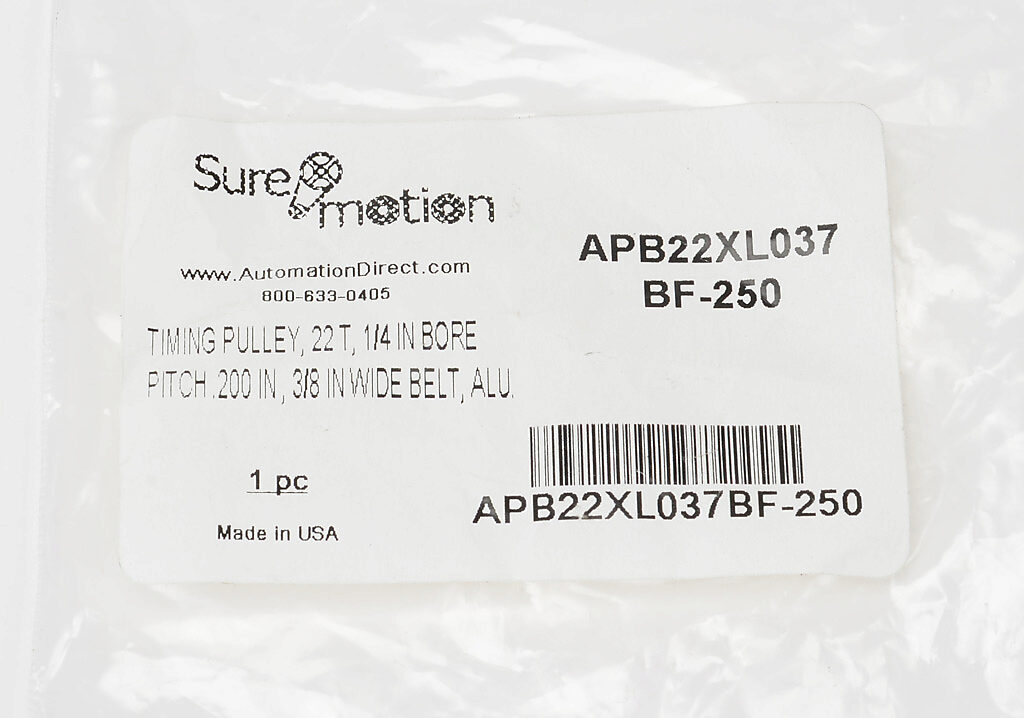 Sure motion
www.AutomationDirect.com
800-633-0405
TIMING PULLEY, 22 T, 1/4 IN BORE
PITCH .200 IN, 3/8 IN WIDE BELT, ALU.
1 pc
Made in USA
APB22XL037
BF-250
APB22XL037BF-250